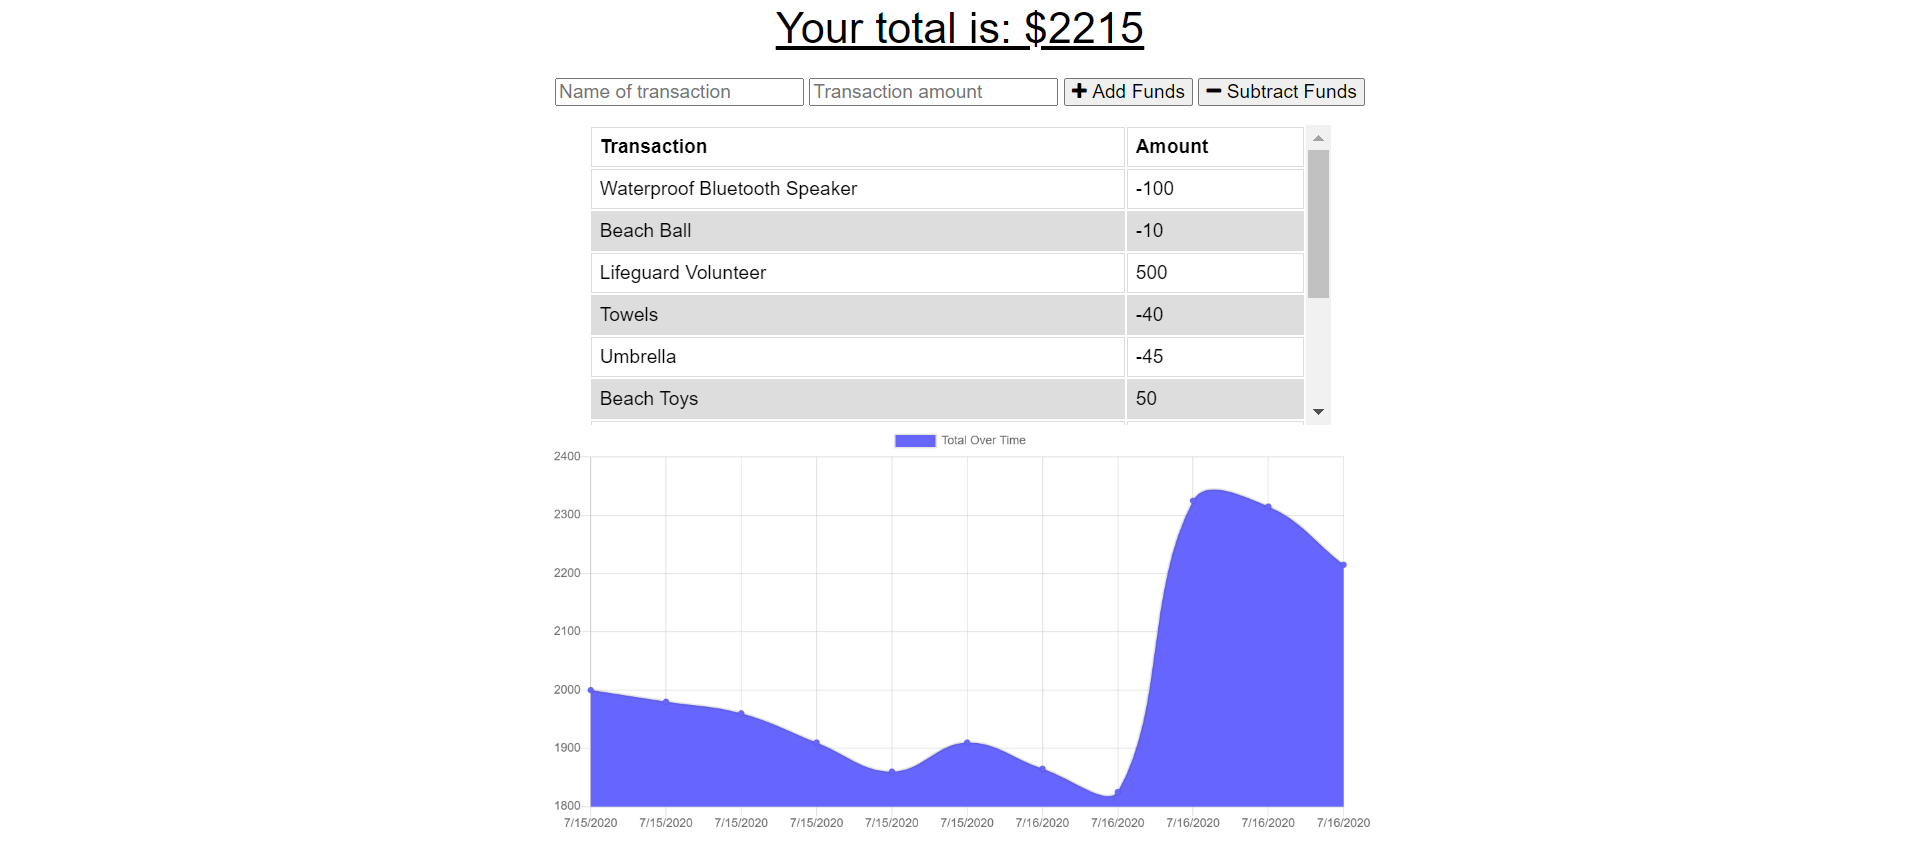 Your total is: $2215
Name of transaction Transaction amount Add Funds Subtract Funds
Transaction Amount
Waterproof Bluetooth Speaker -100
Beach Ball -10
Lifeguard Volunteer 500
Towels -40
Umbrella -45
Beach Toys 50
Total Over Time
2400
2300
2200
2100
2000
1900
1800
7/15/2020 7/15/2020 7/15/2020 7/15/2020 7/15/2020 7/15/2020 7/16/2020 7/16/2020 7/16/2020 7/16/2020 7/16/2020